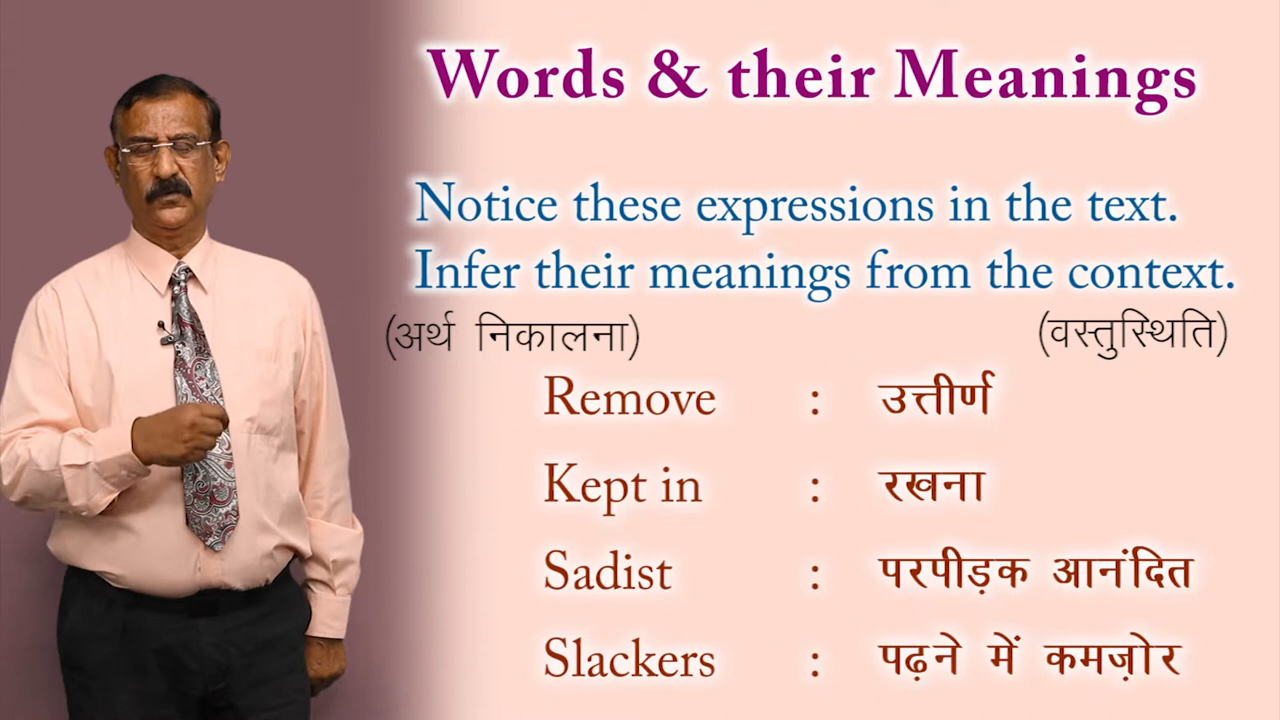 Words & their Meanings
Notice these expressions in the text.
Infer their meanings from the context.
(अर्थ निकालना) (वस्तुस्थिति)
Remove : उत्तीर्ण
Kept in : रखना
Sadist : परपीड़क आनंदित
Slackers : पढ़ने में कमज़ोर